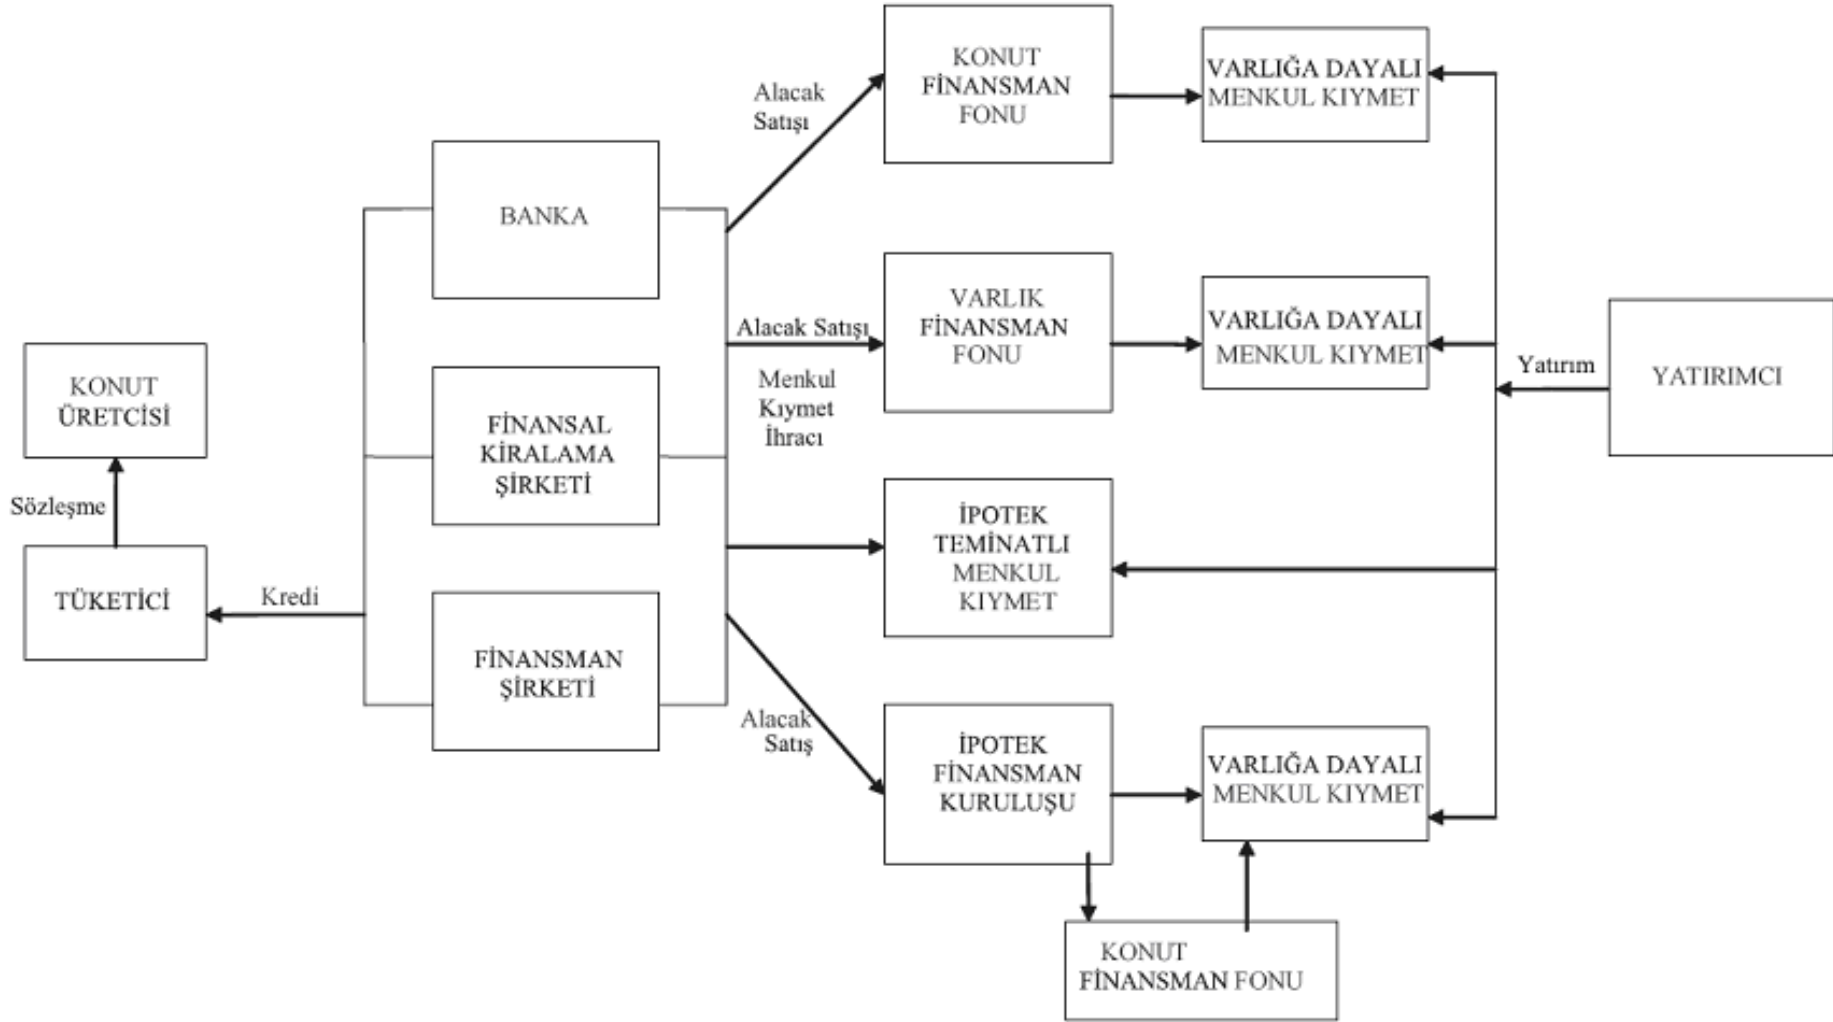 KONUT
ÜRETCİSİ
Sözleşme
TÜKETİCİ
Kredi
BANKA
FİNANSAL
KİRALAMA
ŞİRKETİ
FİNANSMAN
ŞİRKETİ
Alacak
Satışı
Alacak Satışı
Menkul
Kıymet
İhracı
Alacak
Satış
KONUT
FİNANSMAN
FONU
VARLIK
FİNANSMAN
FONU
İPOTEK
TEMİNATLI
MENKUL
KIYMET
İPOTEK
FİNANSMAN
KURULUŞU
KONUT
FİNANSMAN FONU
VARLIĞA DAYALI
MENKUL KIYMET
VARLIĞA DAYALI
MENKUL KIYMET
VARLIĞA DAYALI
MENKUL KIYMET
Yatırım
YATIRIMCI